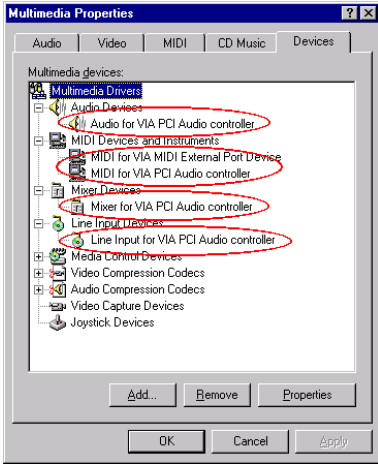 Multimedia Properties
Audio Video MIDI CD Music Devices
Multimedia devices:
Multimedia Drivers
Audio Devices
Audio for VIA PCI Audio controller
MIDI Devices and Instruments
MIDI for VIA MIDI External Port Device
MIDI for VIA PCI Audio controller
Mixer Devices
Mixer for VIA PCI Audio controller
Line Input Devices
Line Input for VIA PCI Audio controller
Media Control Devices
Video Compression Codecs
Audio Compression Codecs
Video Capture Devices
Joystick Devices
Add... Remove Properties
OK Cancel Apply